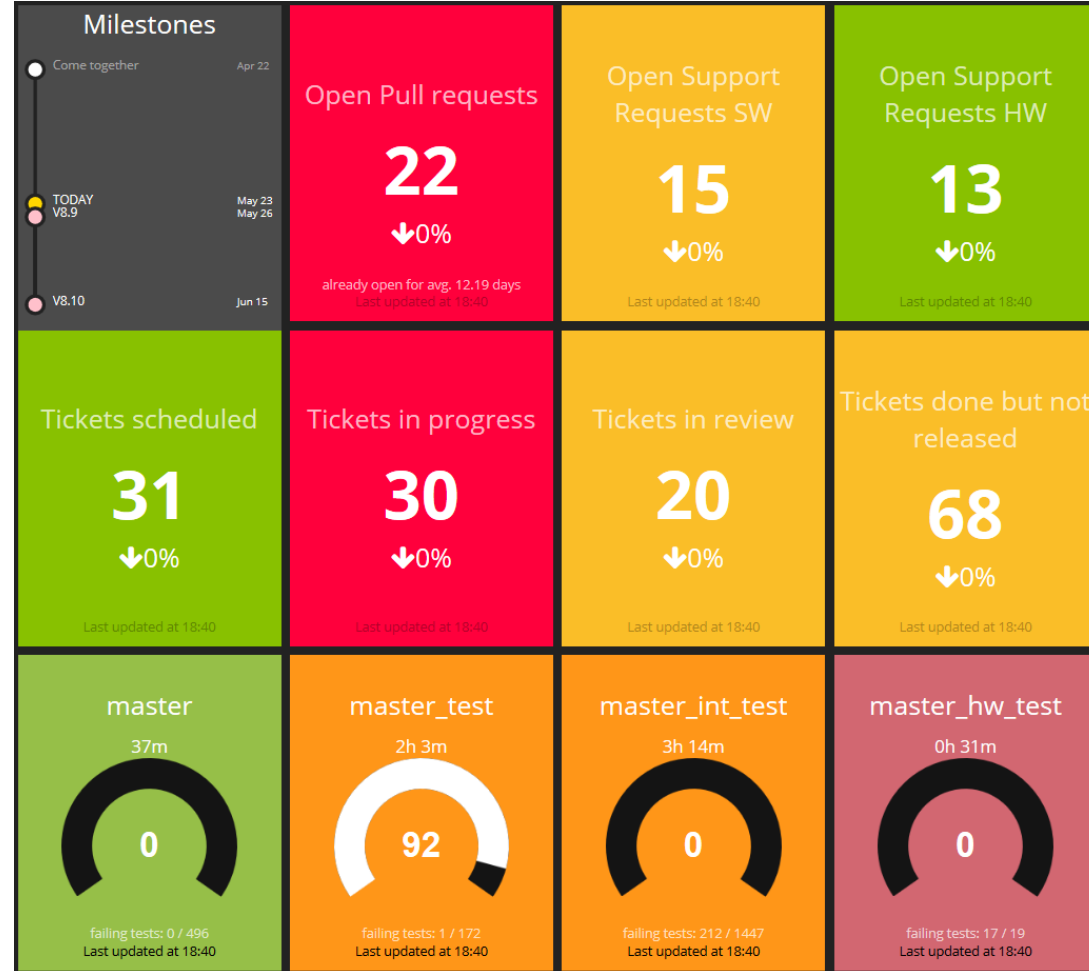 Milestones
Come together Apr 22
TODAY May 23
V8.9 May 26
V8.10 Jun 15
Open Pull requests
22
0%
already open for avg. 12.19 days
Last updated at 18:40
Open Support
Requests SW
15
0%
Last updated at 18:40
Open Support
Requests HW
13
0%
Last updated at 18:40
Tickets scheduled
31
0%
Last updated at 18:40
Tickets in progress
30
0%
Last updated at 18:40
Tickets in review
20
0%
Last updated at 18:40
Tickets done but not
released
68
0%
Last updated at 18:40
master
37m
0
failing tests: 0 / 496
Last updated at 18:40
master_test
2h 3m
92
failing tests: 1 / 172
Last updated at 18:40
master_int_test
3h 14m
0
failing tests: 212 / 1447
Last updated at 18:40
master_hw_test
0h 31m
0
failing tests: 17 / 19
Last updated at 18:40